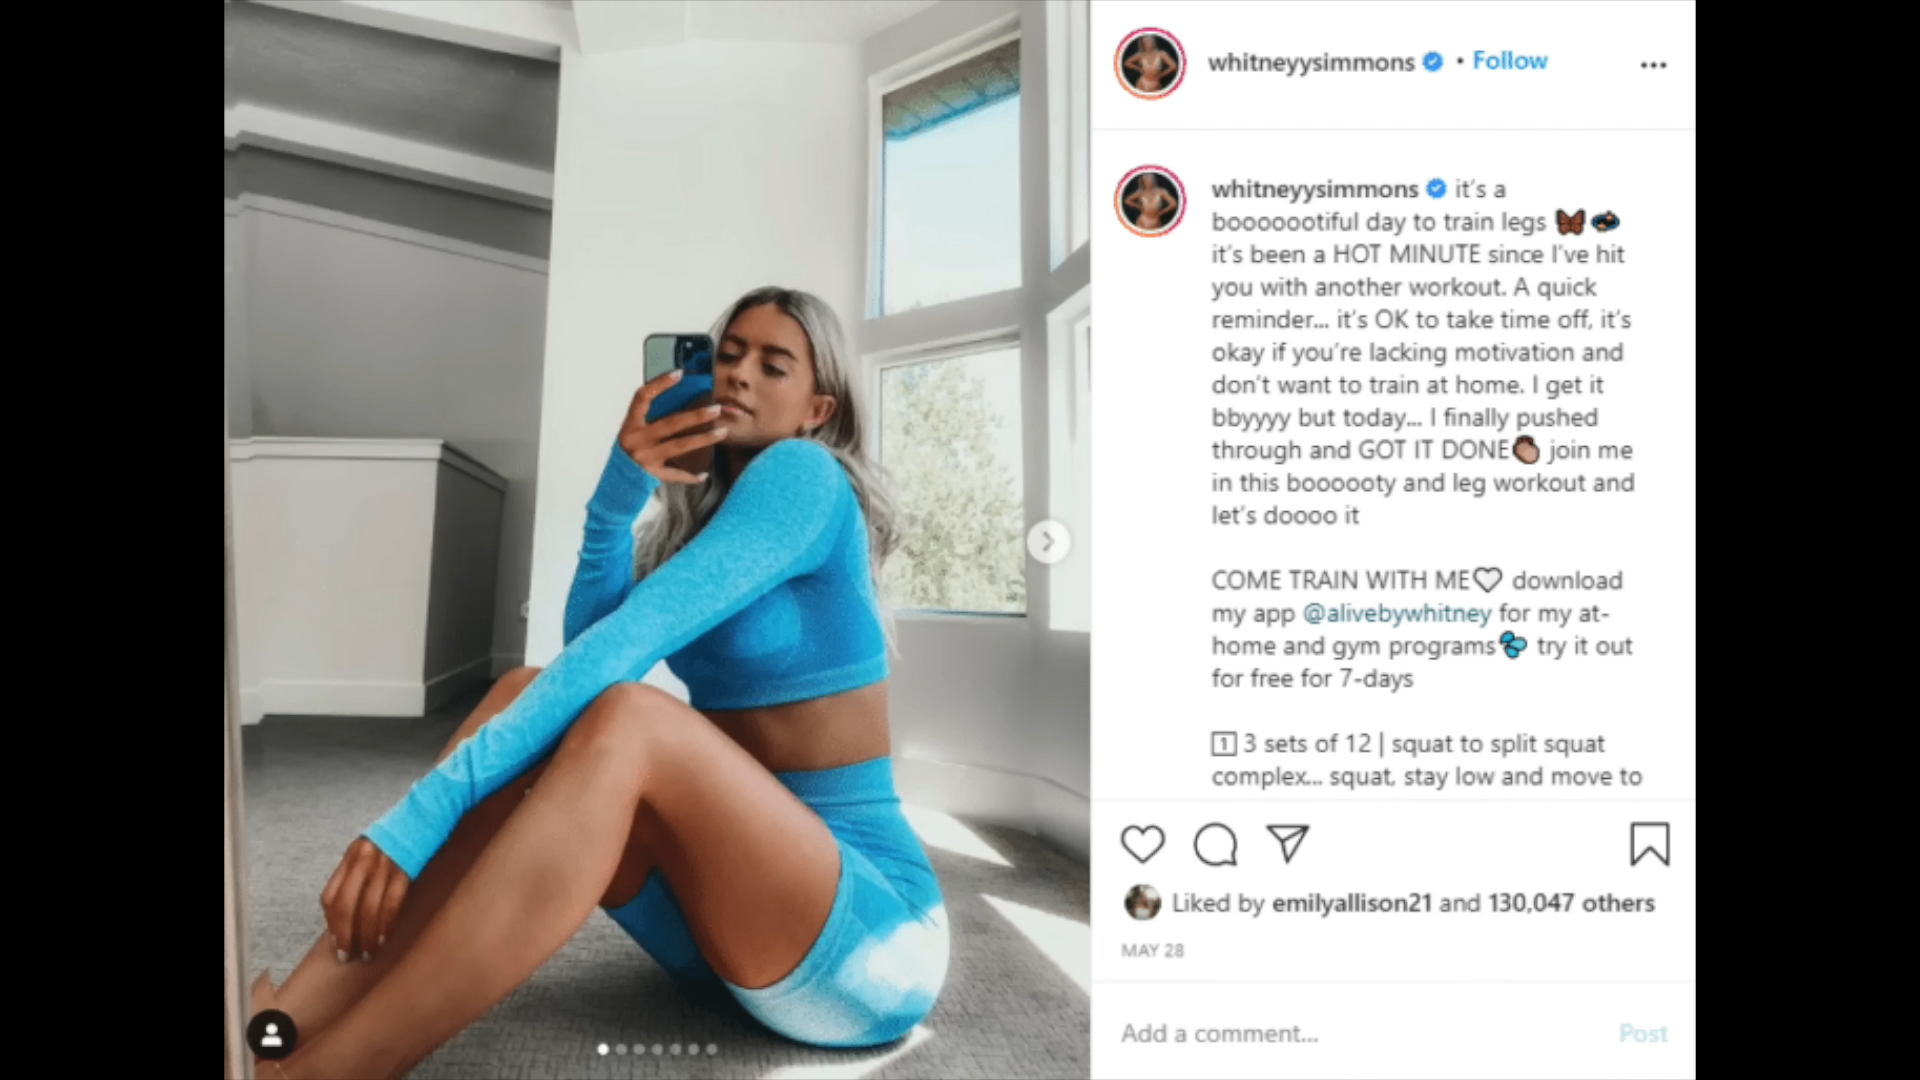 whitneyysimmons • Follow
whitneyysimmons it's a
booooootiful day to train legs
it's been a HOT MINUTE since I've hit
you with another workout. A quick
reminder... it's OK to take time off, it's
okay if you're lacking motivation and
don't want to train at home. I get it
bbyyyy but today... I finally pushed
through and GOT IT DONE👏🏽 join me
in this boooooty and leg workout and
let's doooo it
COME TRAIN WITH ME🤍 download
my app @alivebywhitney for my at-
home and gym programs💦 try it out
for free for 7-days
1 3 sets of 12 | squat to split squat
complex... squat, stay low and move to
Liked by emilyallison21 and 130,047 others
MAY 28
Add a comment...
Post